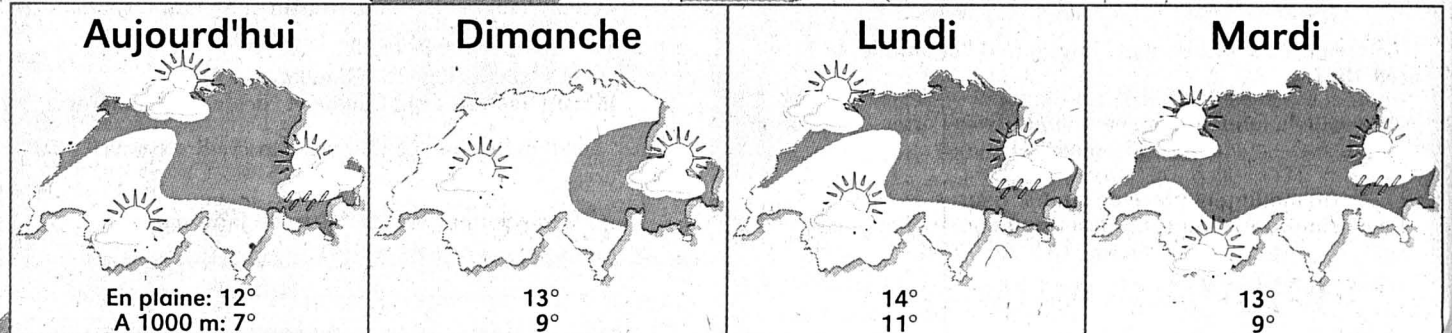 Aujourd'hui
En plaine: 12°
A 1000 m: 7°
Dimanche
13°
9°
Lundi
14°
11°
Mardi
13°
9°